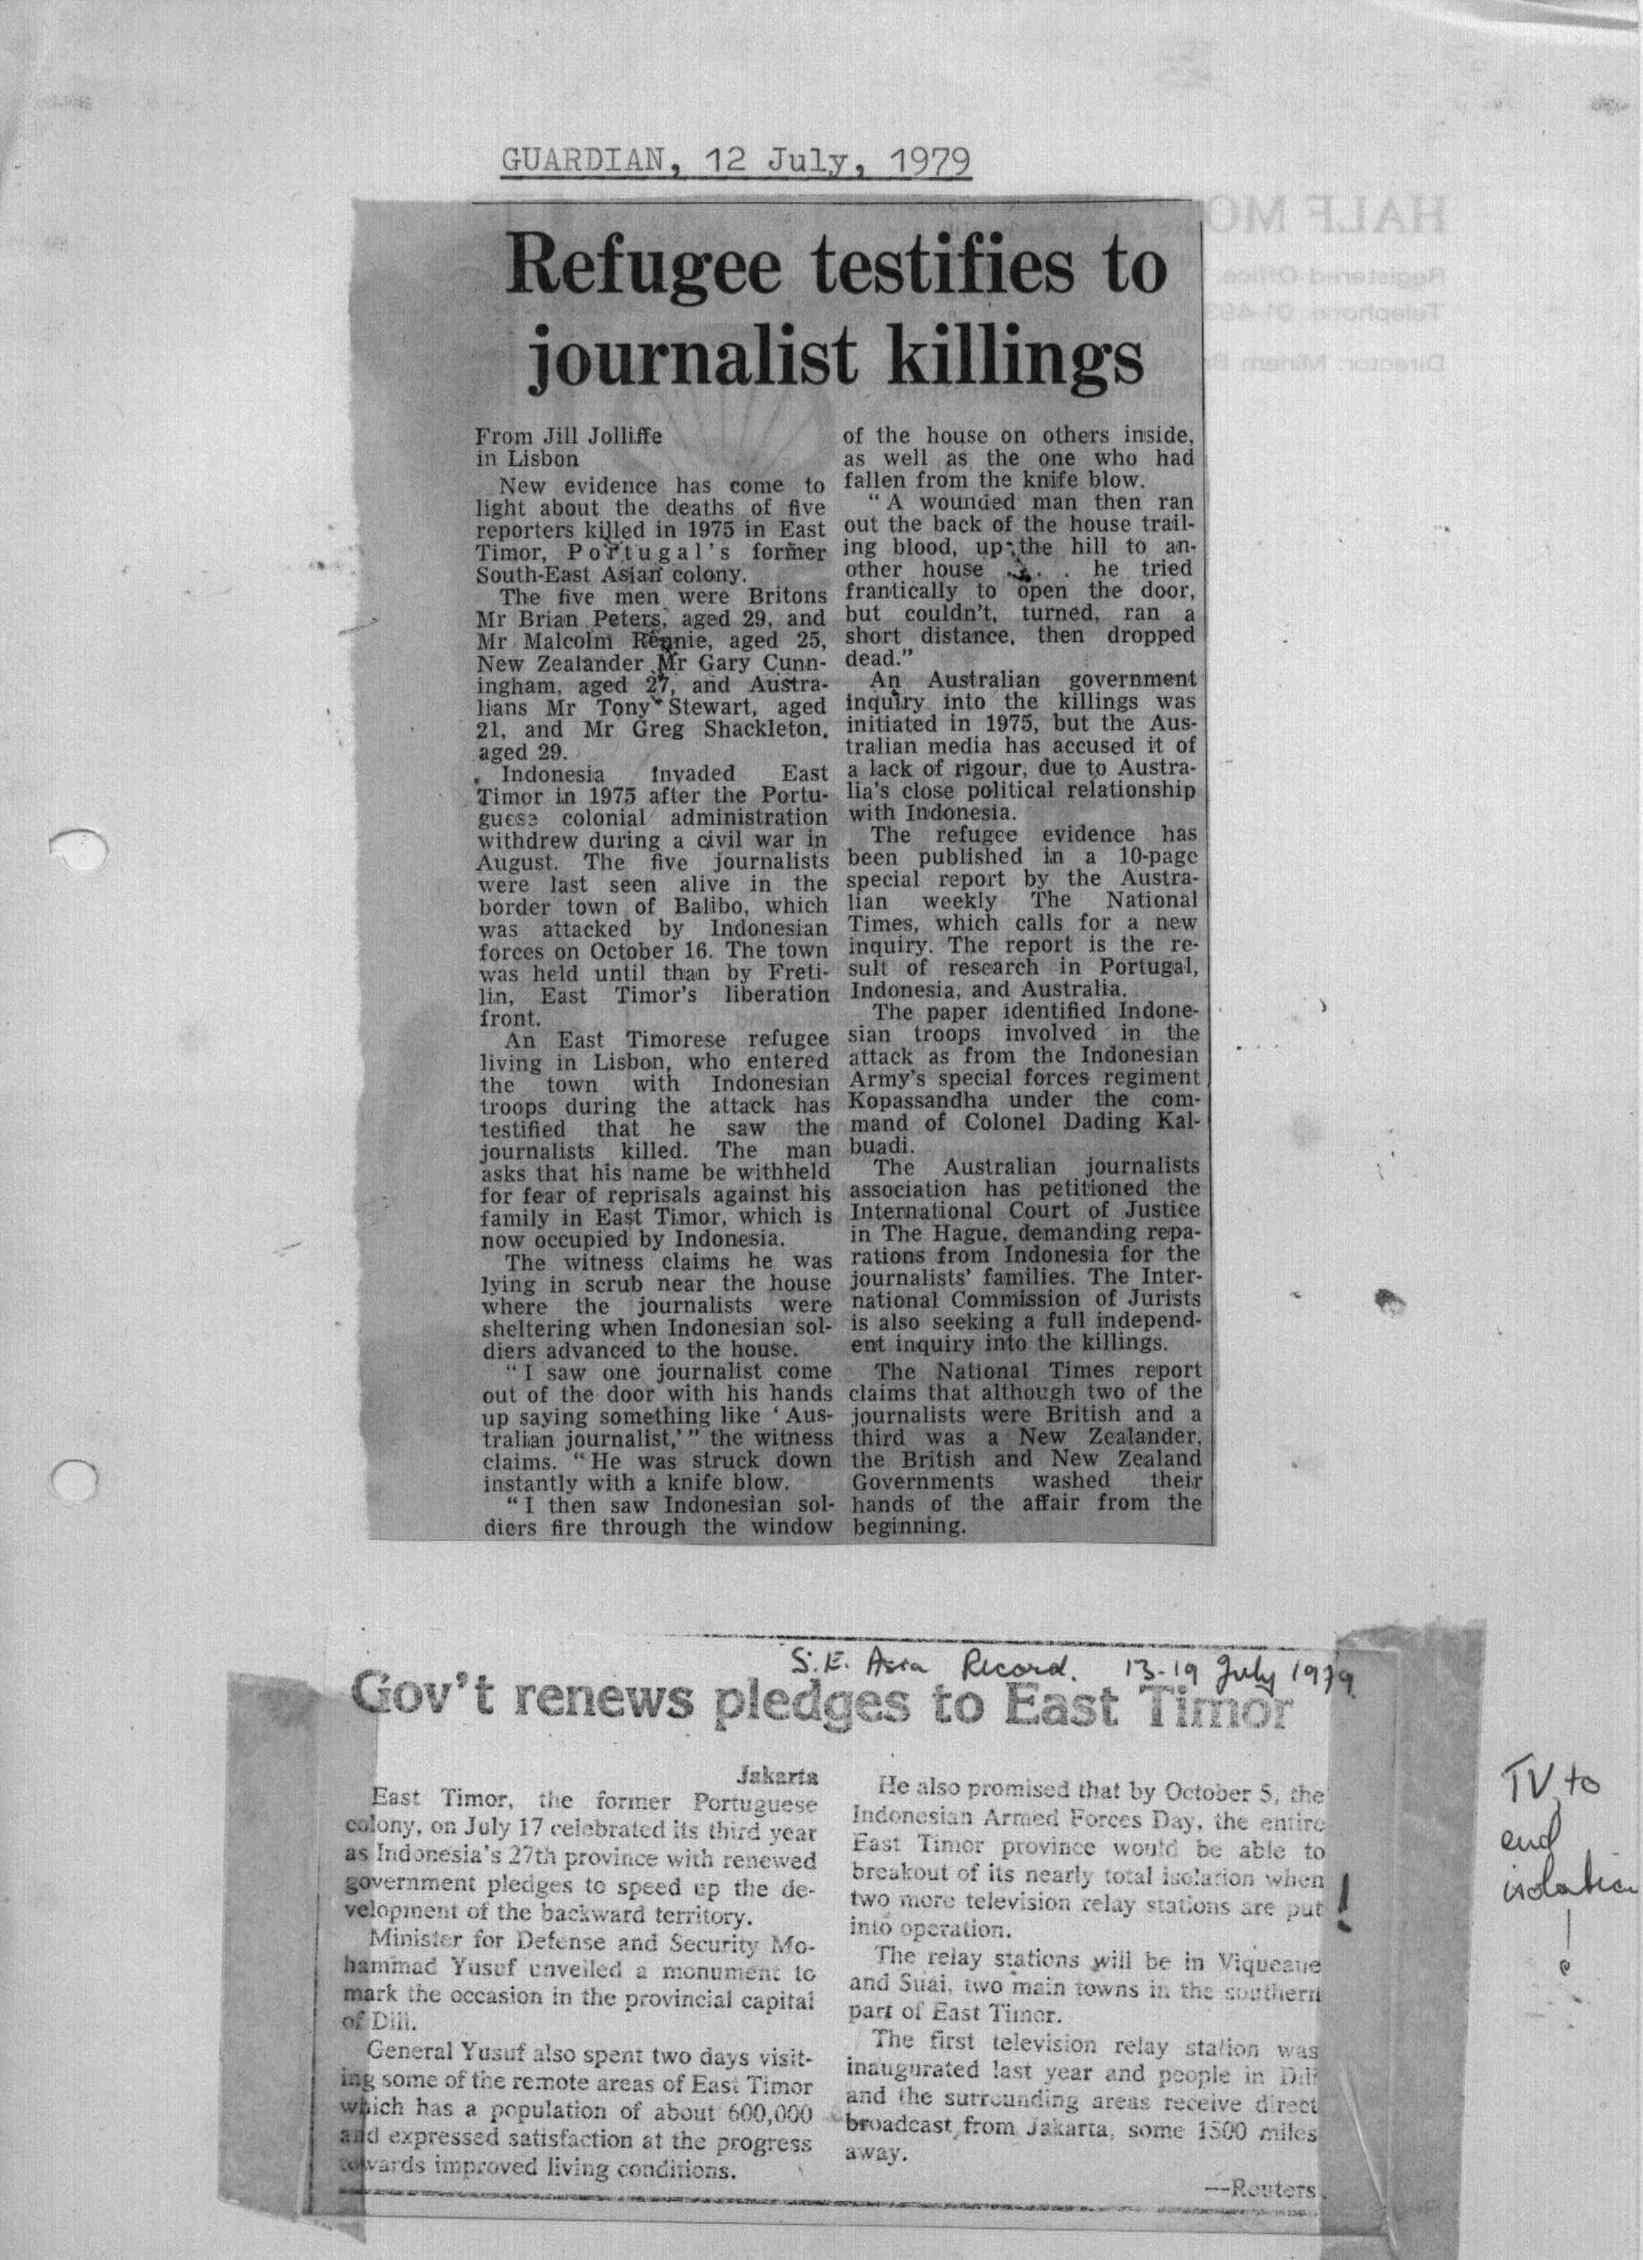 GUARDIAN, 12 July, 1979
HALF MO
Registered Office
Telephone 01-493
Director: Miriam
Refugee testifies to
journalist killings
From Jill Jolliffe
in Lisbon
New evidence has come to
light about the deaths of five
reporters killed in 1975 in East
Timor, Portugal's former
South-East Asian colony.
The five men were Britons
Mr Brian Peters, aged 29, and
Mr Malcolm Rennie, aged 25,
New Zealander Mr Gary Cunn-
ingham, aged 27, and Austra-
lians Mr Tony Stewart, aged
21, and Mr Greg Shackleton,
aged 29.
Indonesia invaded East
Timor in 1975 after the Portu-
guese colonial administration
withdrew during a civil war in
August. The five journalists
were last seen alive in the
border town of Balibo, which
was attacked by Indonesian
forces on October 16. The town
was held until than by Freti-
lin, East Timor's liberation
front.
An East Timorese refugee
living in Lisbon, who entered
the town with Indonesian
troops during the attack has
testified that he saw the
journalists killed. The man
asks that his name be withheld
for fear of reprisals against his
family in East Timor, which is
now occupied by Indonesia.
The witness claims he was
lying in scrub near the house
where the journalists were
sheltering when Indonesian sol-
diers advanced to the house.
"I saw one journalist come
out of the door with his hands
up saying something like 'Aus-
tralian journalist,'" the witness
claims. "He was struck down
instantly with a knife blow.
"I then saw Indonesian sol-
diers fire through the window
of the house on others inside,
as well as the one who had
fallen from the knife blow.
"A wounded man then ran
out the back of the house trail-
ing blood, up the hill to an-
other house . . . he tried
frantically to open the door,
but couldn't, turned, ran a
short distance, then dropped
dead."
An Australian government
inquiry into the killings was
initiated in 1975, but the Aus-
tralian media has accused it of
a lack of rigour, due to Austra-
lia's close political relationship
with Indonesia.
The refugee evidence has
been published in a 10-page
special report by the Austra-
lian weekly The National
Times, which calls for a new
inquiry. The report is the re-
sult of research in Portugal,
Indonesia, and Australia.
The paper identified Indone-
sian troops involved in the
attack as from the Indonesian
Army's special forces regiment
Kopassandha under the com-
mand of Colonel Dading Kal-
buadi.
The Australian journalists
association has petitioned the
International Court of Justice
in The Hague, demanding repa-
rations from Indonesia for the
journalists' families. The Inter-
national Commission of Jurists
is also seeking a full independ-
ent inquiry into the killings.
The National Times report
claims that although two of the
journalists were British and a
third was a New Zealander,
the British and New Zealand
Governments washed their
hands of the affair from the
beginning.
S.E. Asia Record. 13-19 July 1979
Gov't renews pledges to East Timor
Jakarta
East Timor, the former Portuguese
colony, on July 17 celebrated its third year
as Indonesia's 27th province with renewed
government pledges to speed up the de-
velopment of the backward territory.
Minister for Defense and Security Mo-
hammad Yusuf unveiled a monument to
mark the occasion in the provincial capital
of Dili.
General Yusuf also spent two days visit-
ing some of the remote areas of East Timor
which has a population of about 600,000
and expressed satisfaction at the progress
towards improved living conditions.
He also promised that by October 5, the
Indonesian Armed Forces Day, the entire
East Timor province would be able to
breakout of its nearly total isolation when
two more television relay stations are put
into operation.
The relay stations will be in Viqueque
and Suai, two main towns in the southern
part of East Timor.
The first television relay station was
inaugurated last year and people in Dili
and the surrounding areas receive direct
broadcast from Jakarta, some 1500 miles
away.
—Reuters
!
TV to
end
isolation
!